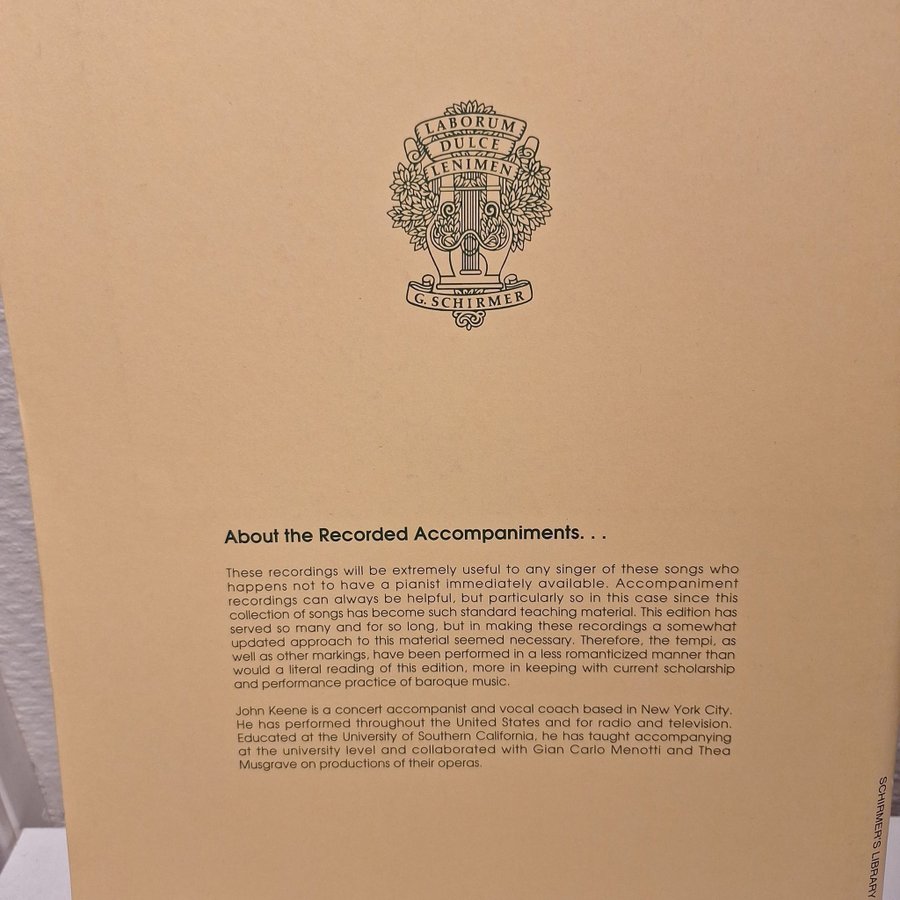 LABORUM
DULCE
LENIMEN
G. SCHIRMER
About the Recorded Accompaniments. . .
These recordings will be extremely useful to any singer of these songs who
happens not to have a pianist immediately available. Accompaniment
recordings can always be helpful, but particularly so in this case since this
collection of songs has become such standard teaching material. This edition has
served so many and for so long, but in making these recordings a somewhat
updated approach to this material seemed necessary. Therefore, the tempi, as
well as other markings, have been performed in a less romanticized manner than
would a literal reading of this edition, more in keeping with current scholarship
and performance practice of baroque music.
John Keene is a concert accompanist and vocal coach based in New York City.
He has performed throughout the United States and for radio and television.
Educated at the University of Southern California, he has taught accompanying
at the university level and collaborated with Gian Carlo Menotti and Thea
Musgrave on productions of their operas.
SCHIRMER'S LIBRARY